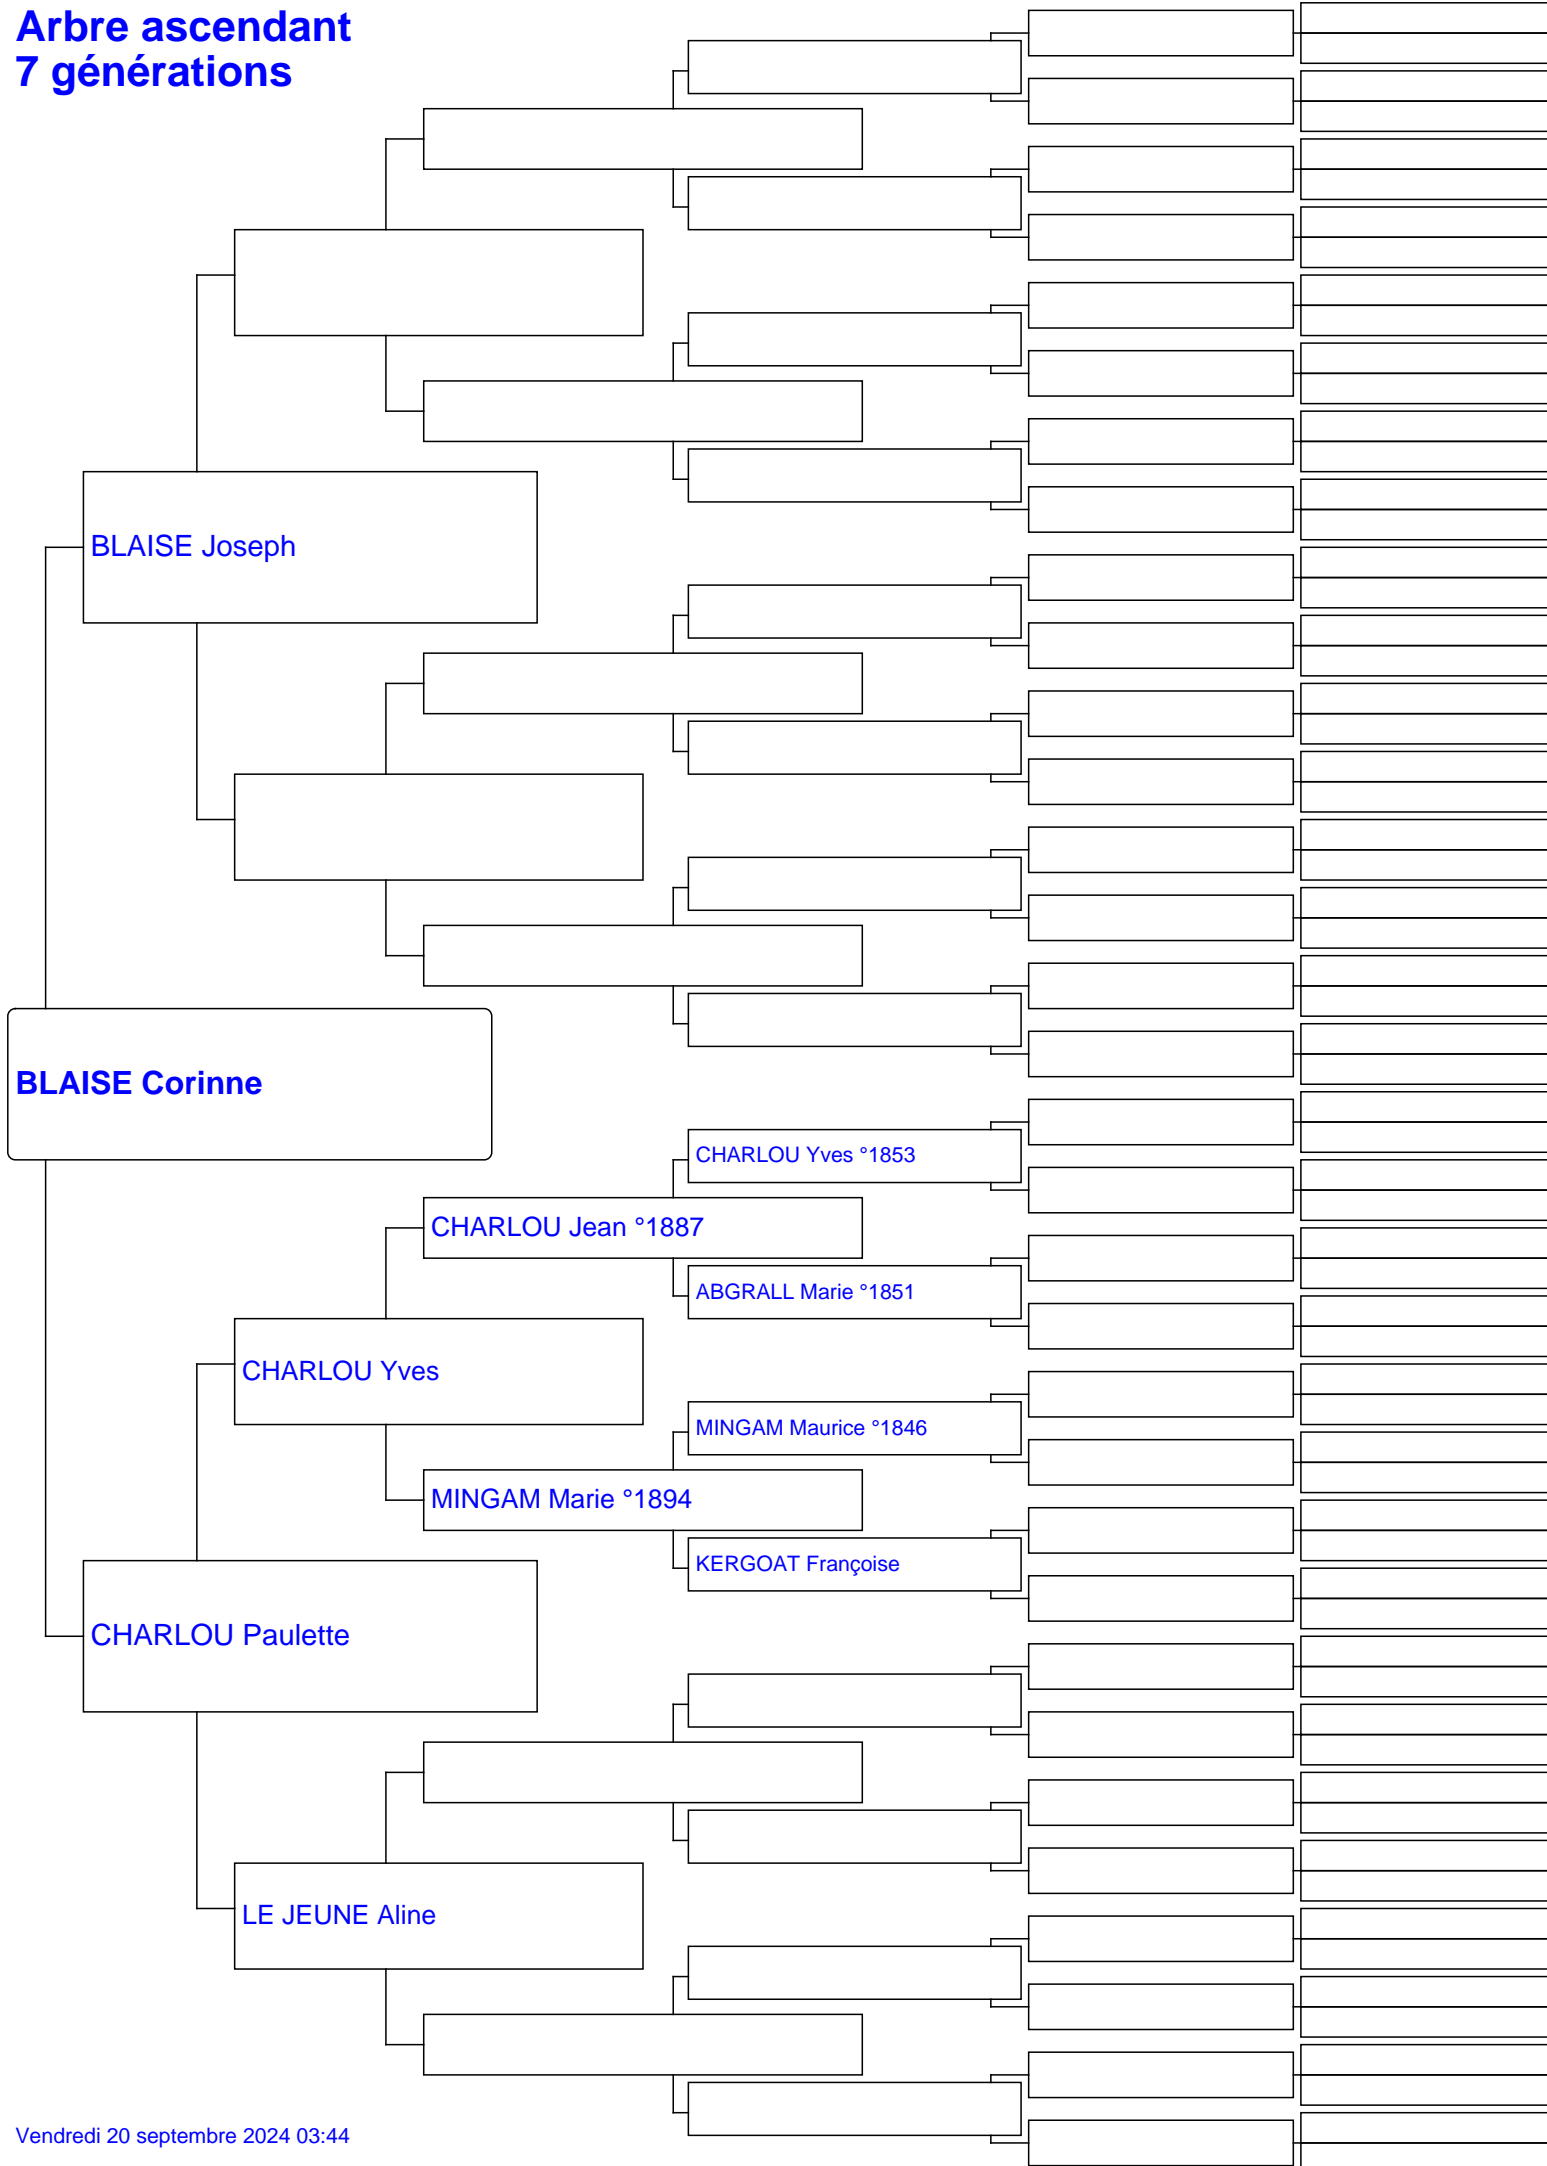 Arbre ascendant
7 générations
BLAISE Joseph
BLAISE Corinne
CHARLOU Yves °1853
CHARLOU Jean °1887
ABGRALL Marie °1851
CHARLOU Yves
MINGAM Maurice °1846
MINGAM Marie °1894
KERGOAT Françoise
CHARLOU Paulette
LE JEUNE Aline
Vendredi 20 septembre 2024 03:44